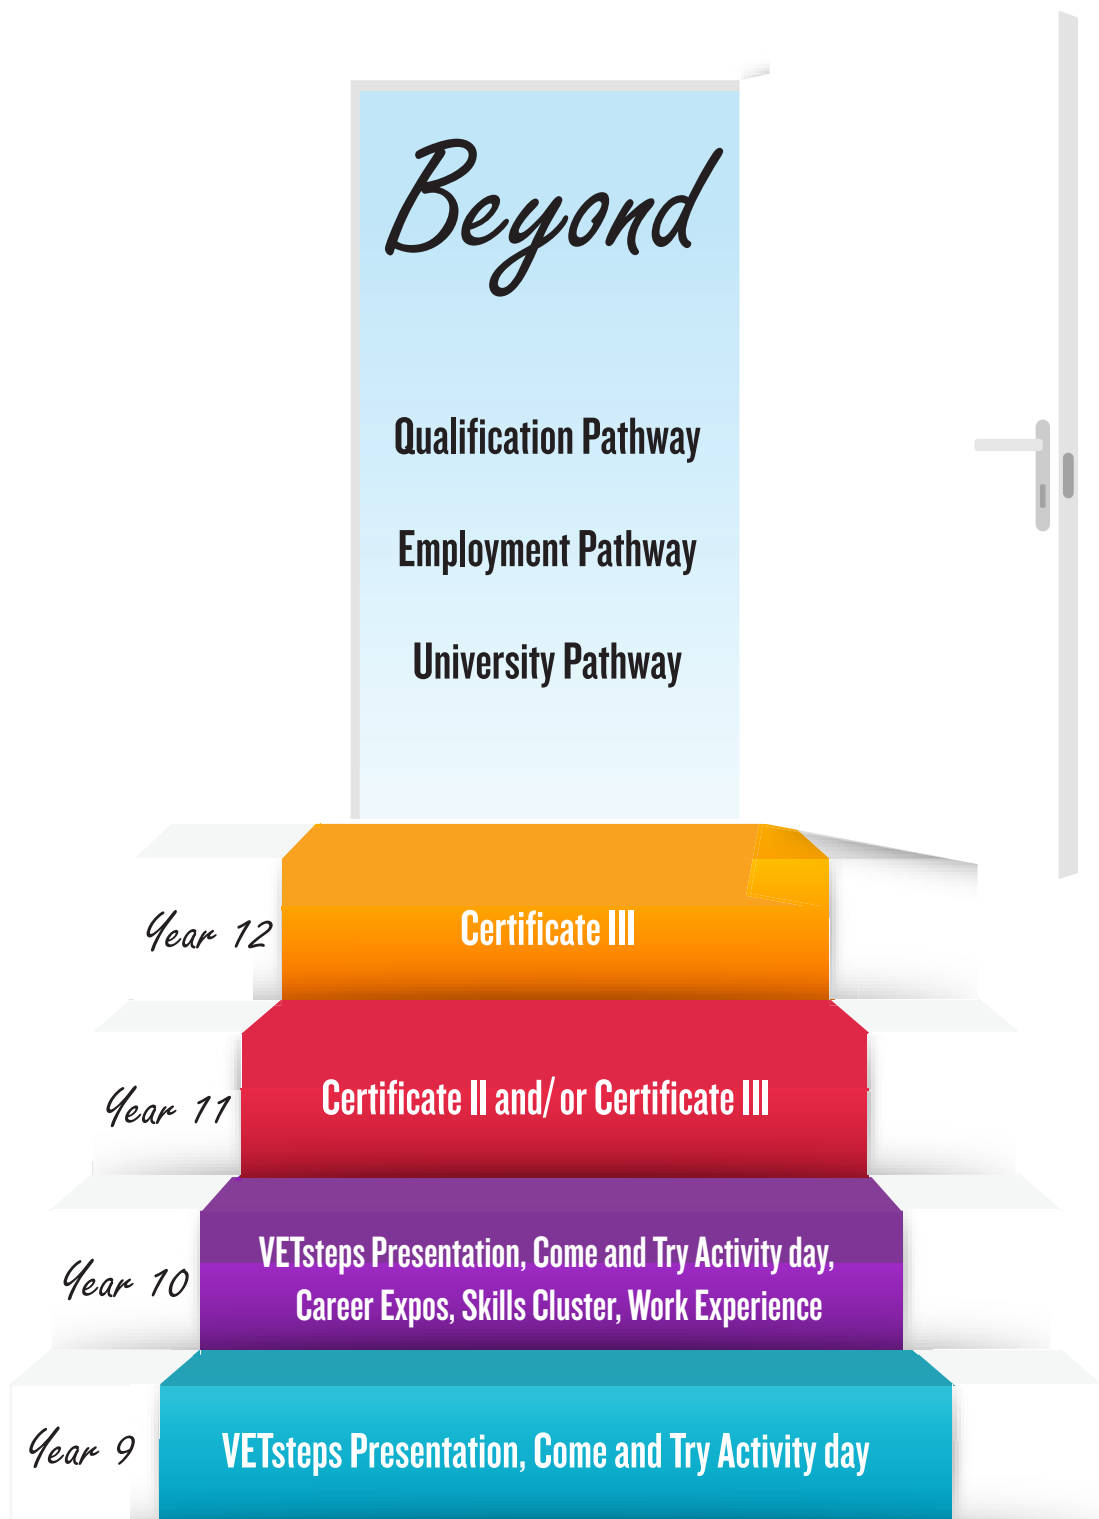 Beyond
Qualification Pathway
Employment Pathway
University Pathway
Year 12
Certificate III
Year 11
Certificate II and/ or Certificate III
Year 10
VETsteps Presentation, Come and Try Activity day,
Career Expos, Skills Cluster, Work Experience
Year 9
VETsteps Presentation, Come and Try Activity day